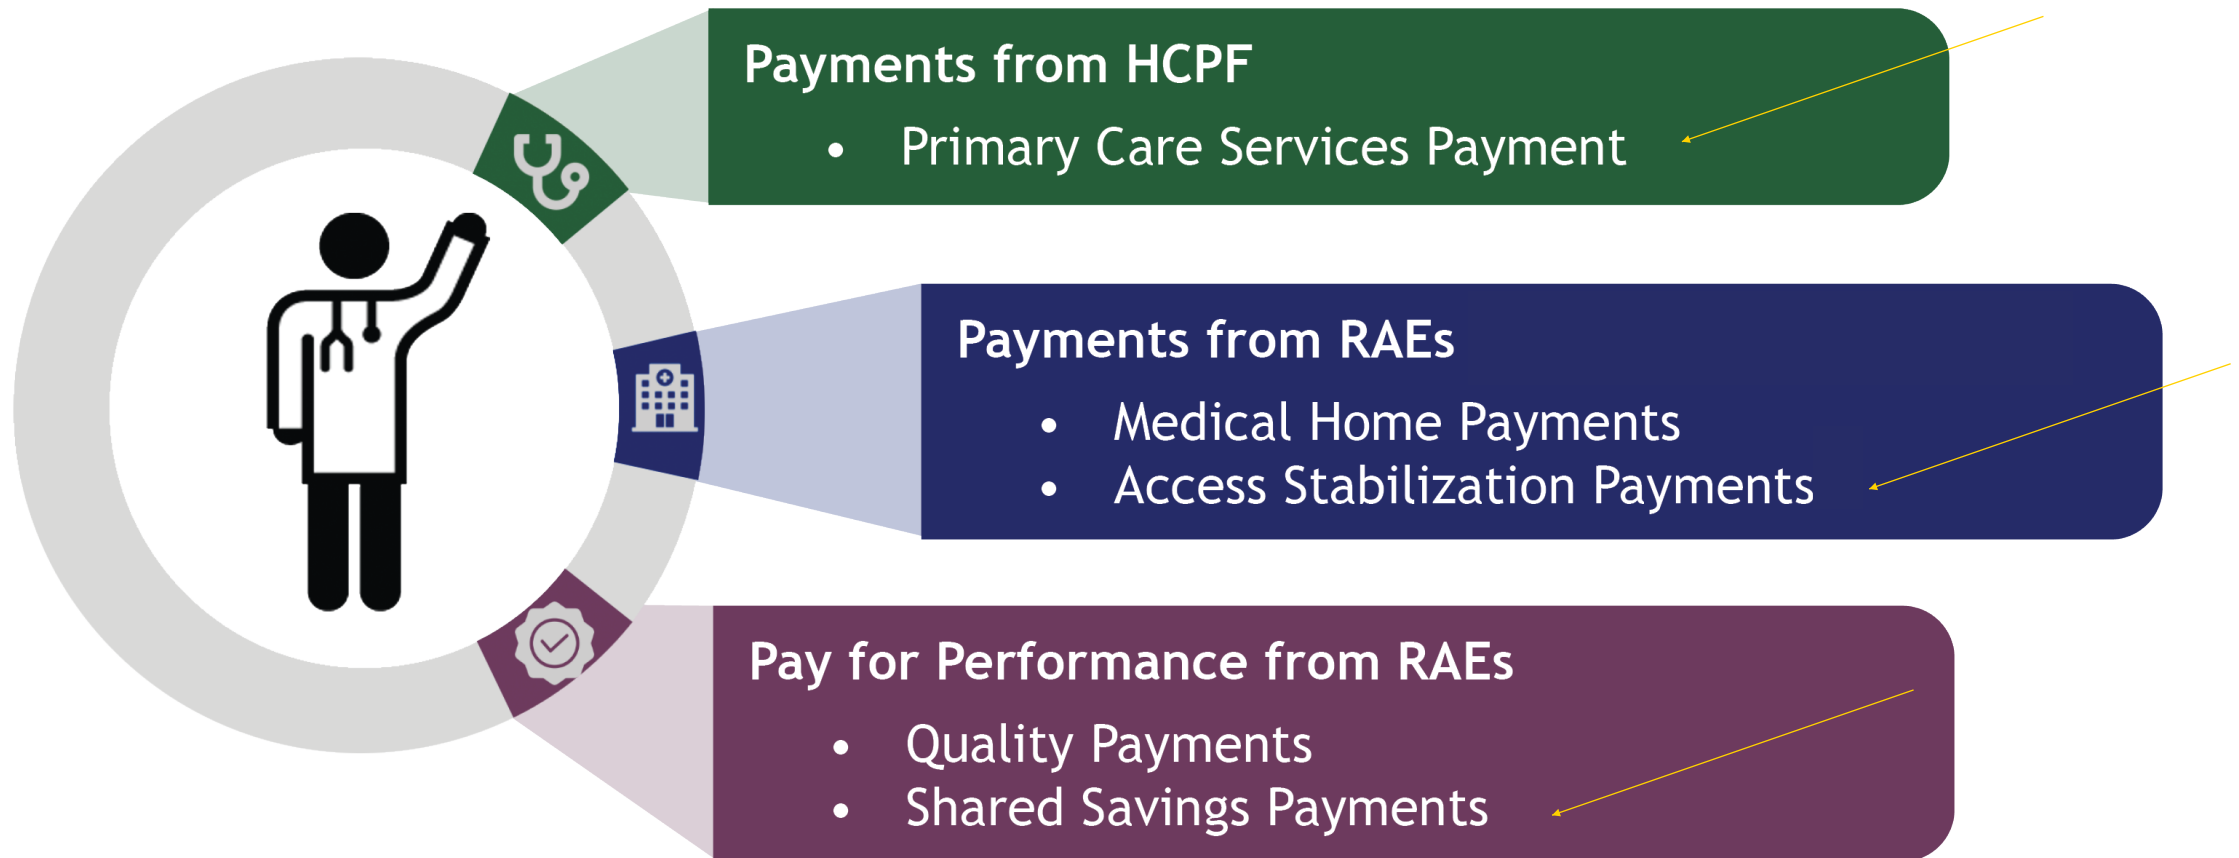 Payments from HCPF
• Primary Care Services Payment
Payments from RAEs
• Medical Home Payments
• Access Stabilization Payments
Pay for Performance from RAEs
• Quality Payments
• Shared Savings Payments